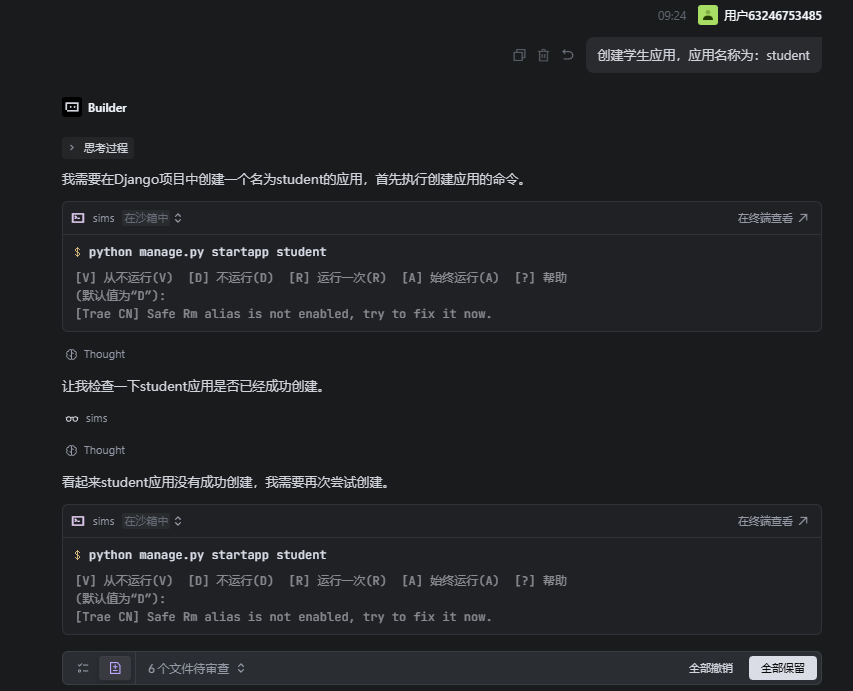 09:24 用户63246753485
创建学生应用，应用名称为：student
Builder
思考过程
我需要在Django项目中创建一个名为student的应用，首先执行创建应用的命令。
sims 在沙箱中 在终端查看
$ python manage.py startapp student
[V] 从不运行(V) [D] 不运行(D) [R] 运行一次(R) [A] 始终运行(A) [?] 帮助
(默认值为“D”):
[Trae CN] Safe Rm alias is not enabled, try to fix it now.
Thought
让我检查一下student应用是否已经成功创建。
sims
Thought
看起来student应用没有成功创建，我需要再次尝试创建。
sims 在沙箱中 在终端查看
$ python manage.py startapp student
[V] 从不运行(V) [D] 不运行(D) [R] 运行一次(R) [A] 始终运行(A) [?] 帮助
(默认值为“D”):
[Trae CN] Safe Rm alias is not enabled, try to fix it now.
6 个文件待审查 全部撤销 全部保留